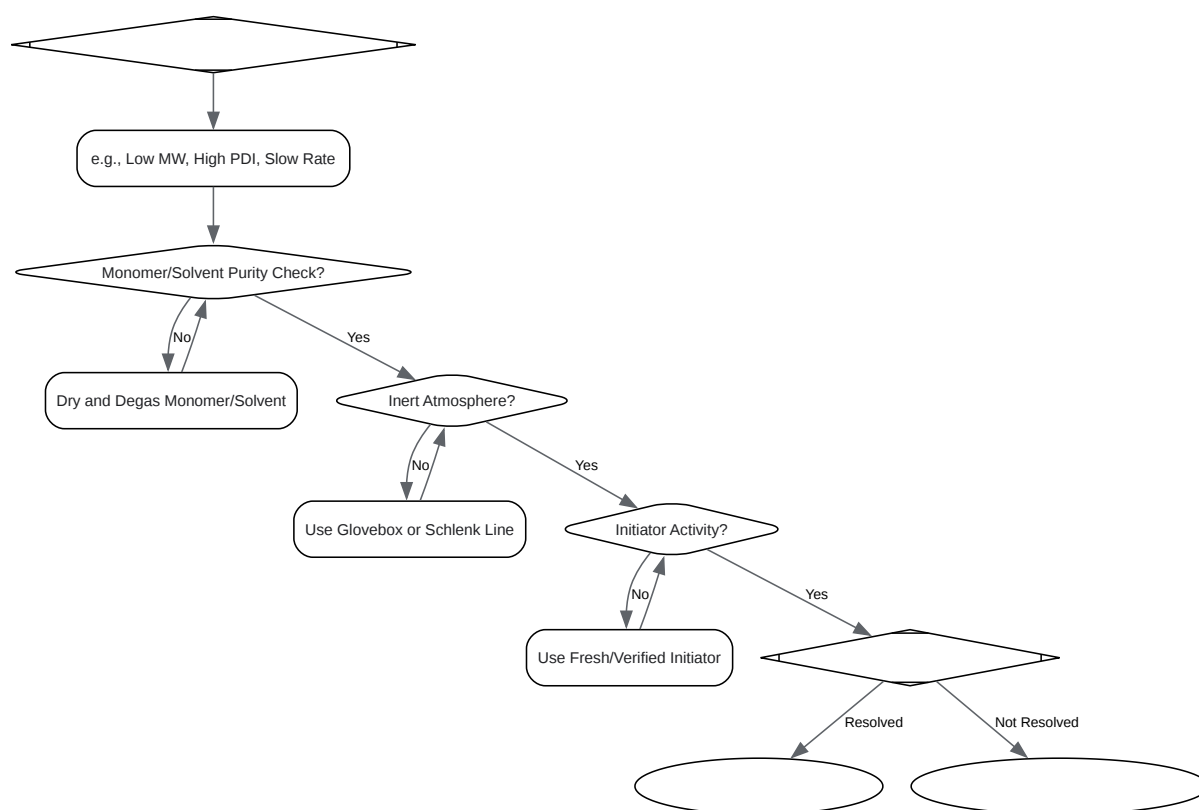 e.g., Low MW, High PDI, Slow Rate
Monomer/Solvent Purity Check?
No
Yes
Dry and Degas Monomer/Solvent
Inert Atmosphere?
No
Yes
Use Glovebox or Schlenk Line
Initiator Activity?
No
Yes
Use Fresh/Verified Initiator
Resolved
Not Resolved